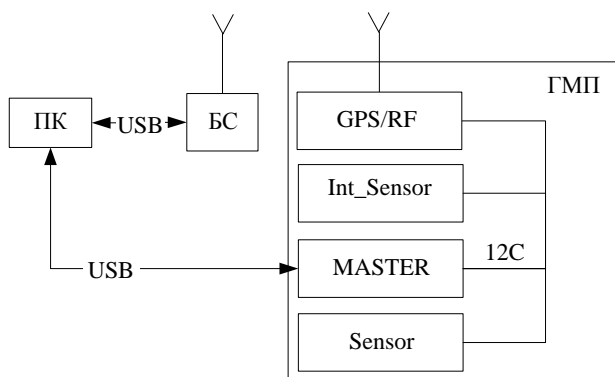 ГМП
ПК
USB
БС
GPS/RF
Int_Sensor
MASTER
12C
USB
Sensor